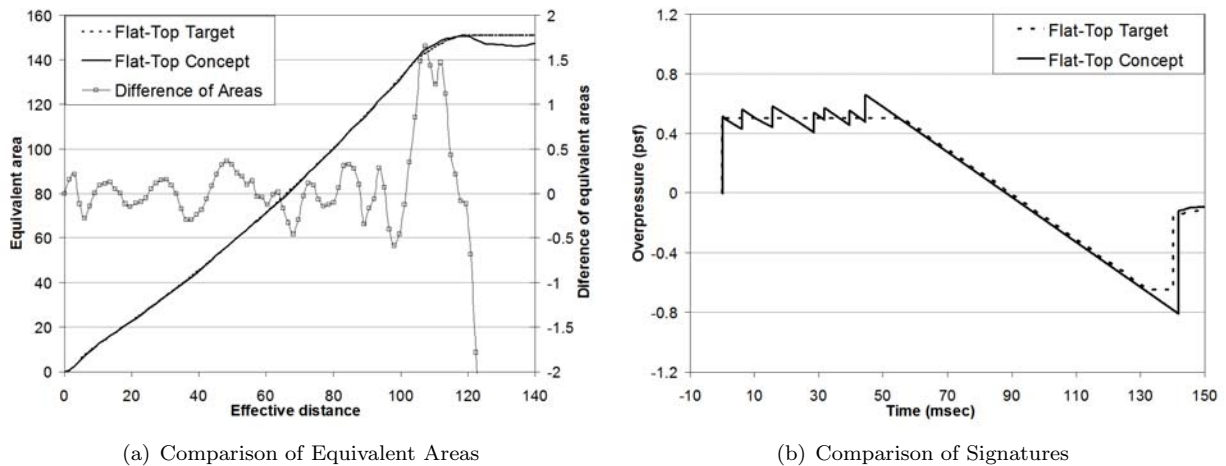 160
140
120
100
80
60
40
20
0
Equivalent area
Flat-Top Target
Flat-Top Concept
Difference of Areas
2
1.5
1
0.5
0
-0.5
-1
-1.5
-2
Diference of equivalent areas
0 20 40 60 80 100 120 140
Effective distance
(a) Comparison of Equivalent Areas
1.2
0.8
0.4
0
-0.4
-0.8
-1.2
Overpressure (psf)
Flat-Top Target
Flat-Top Concept
-10 10 30 50 70 90 110 130 150
Time (msec)
(b) Comparison of Signatures